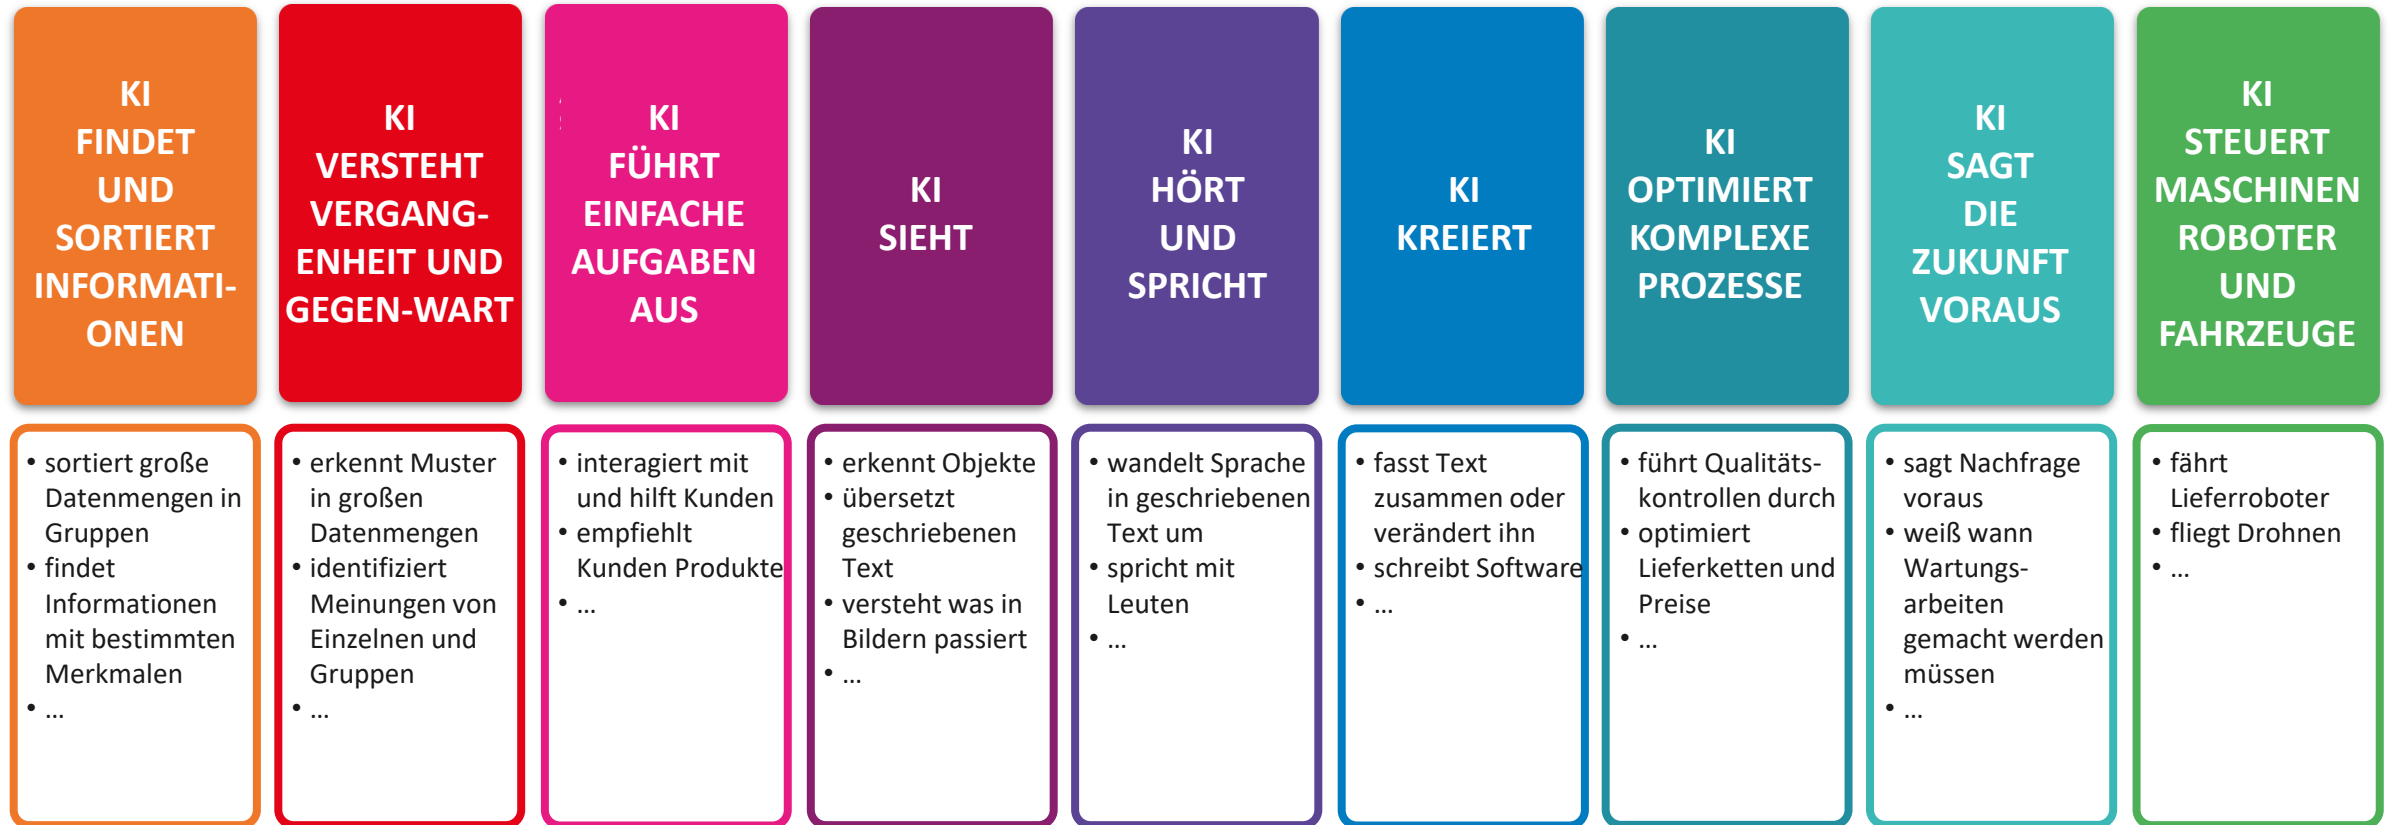 KI
FINDET
UND
SORTIERT
INFORMATI-
ONEN
KI
VERSTEHT
VERGANG-
ENHEIT UND
GEGEN-WART
KI
FÜHRT
EINFACHE
AUFGABEN
AUS
KI
SIEHT
KI
HÖRT
UND
SPRICHT
KI
KREIERT
KI
OPTIMIERT
KOMPLEXE
PROZESSE
KI
SAGT
DIE
ZUKUNFT
VORAUS
KI
STEUERT
MASCHINEN
ROBOTER
UND
FAHRZEUGE
• sortiert große
Datenmengen in
Gruppen
• findet
Informationen
mit bestimmten
Merkmalen
• ...
• erkennt Muster
in großen
Datenmengen
• identifiziert
Meinungen von
Einzelnen und
Gruppen
• ...
• interagiert mit
und hilft Kunden
• empfiehlt
Kunden Produkte
• ...
• erkennt Objekte
• übersetzt
geschriebenen
Text
• versteht was in
Bildern passiert
• ...
• wandelt Sprache
in geschriebenen
Text um
• spricht mit
Leuten
• ...
• fasst Text
zusammen oder
verändert ihn
• schreibt Software
• ...
• führt Qualitäts-
kontrollen durch
• optimiert
Lieferketten und
Preise
• ...
• sagt Nachfrage
voraus
• weiß wann
Wartungs-
arbeiten
gemacht werden
müssen
• ...
• fährt
Lieferroboter
• fliegt Drohnen
• ...